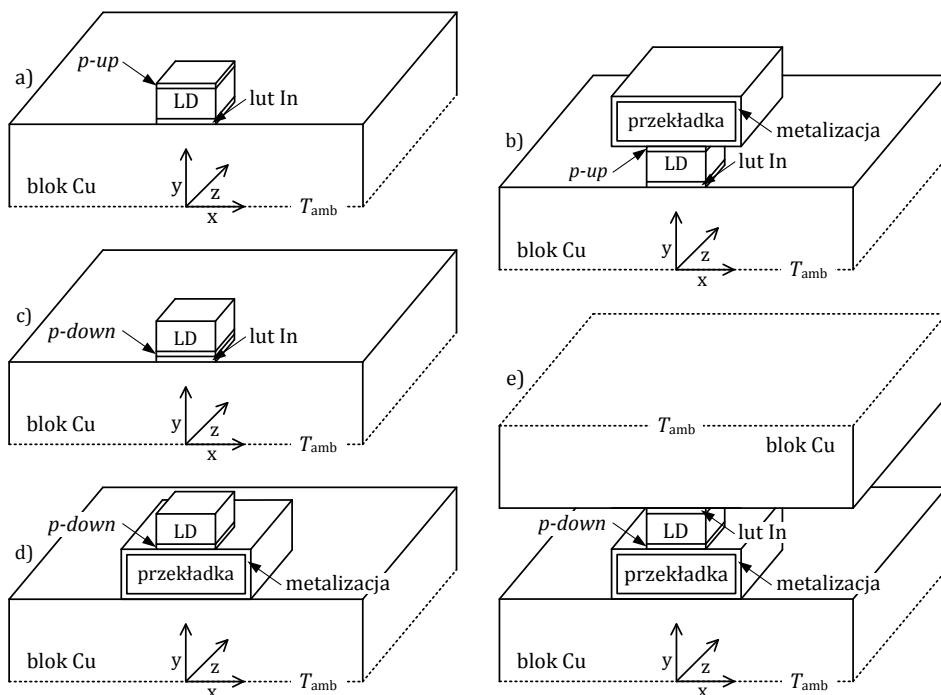 a)
p-up
LD
lut In
blok Cu
y
z
x
T_amb
b)
przekładka
metalizacja
p-up
LD
lut In
blok Cu
y
z
x
T_amb
c)
p-down
LD
lut In
blok Cu
y
z
x
T_amb
d)
p-down
LD
przekładka
metalizacja
blok Cu
y
z
x
T_amb
e)
T_amb
blok Cu
p-down
LD
lut In
przekładka
metalizacja
blok Cu
y
z
x
T_amb